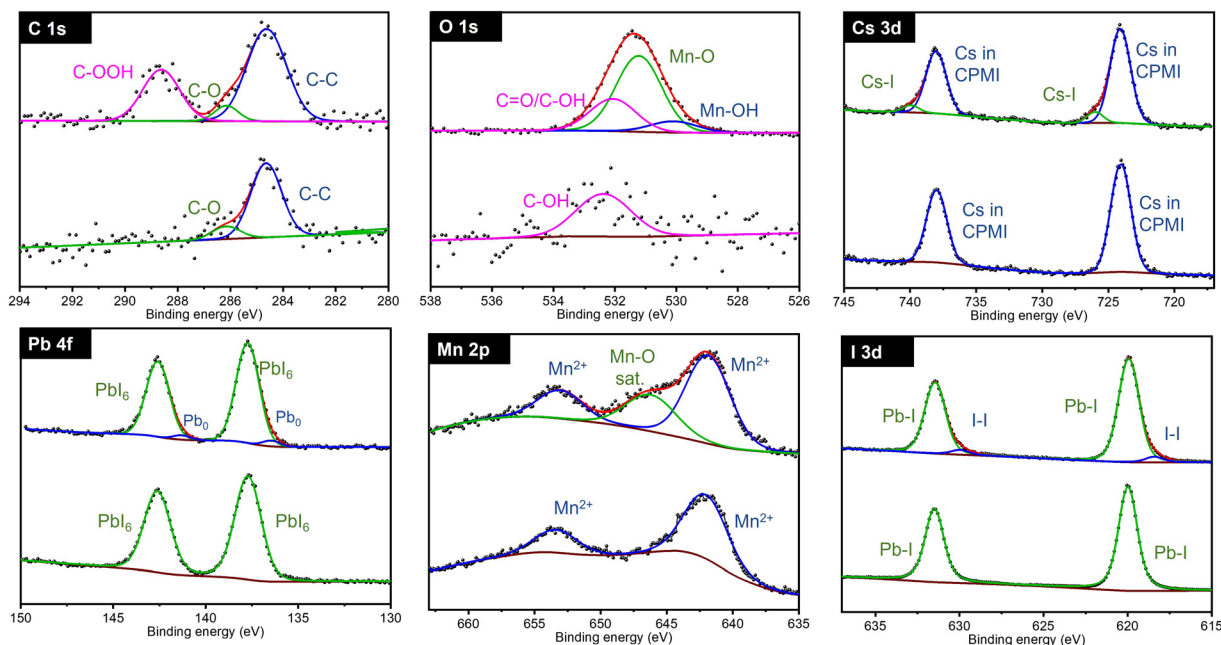 C 1s
C-OOH
C-O
C-C
C-O
C-C
294 292 290 288 286 284 282 280
Binding energy (eV)
O 1s
Mn-O
C=O/C-OH
Mn-OH
C-OH
538 536 534 532 530 528 526
Binding energy (eV)
Cs 3d
Cs-I
Cs in
CPMI
Cs-I
Cs in
CPMI
Cs in
CPMI
Cs in
CPMI
745 740 735 730 725 720
Binding energy (eV)
Pb 4f
PbI₆
Pb₀
PbI₆
Pb₀
PbI₆
PbI₆
150 145 140 135 130
Binding energy (eV)
Mn 2p
Mn²⁺
Mn-O
sat.
Mn²⁺
Mn²⁺
Mn²⁺
660 655 650 645 640 635
Binding energy (eV)
I 3d
Pb-I
I-I
Pb-I
I-I
Pb-I
Pb-I
635 630 625 620 615
Binding energy (eV)